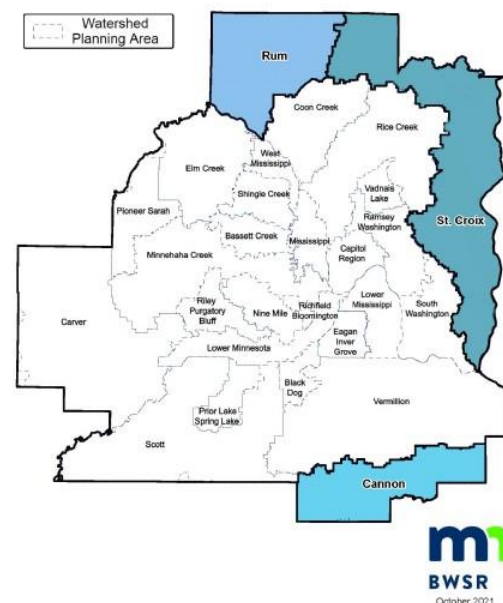 Watershed
Planning Area
Rum
Coon Creek
Rice Creek
West
Mississippi
Elm Creek
Shingle Creek
Vadnais
Lake
Pioneer Sarah
Ramsey
Washington
St. Croix
Bassett Creek
Mississippi
Minnehaha Creek
Capitol
Region
Riley
Purgatory
Bluff
Nine Mile
Richfield
Bloomington
Lower
Mississippi
South
Washington
Carver
Eagan
Inver
Grove
Lower Minnesota
Black
Dog
Vermillion
Prior Lake
Spring Lake
Scott
Cannon
BWSR
October 2021